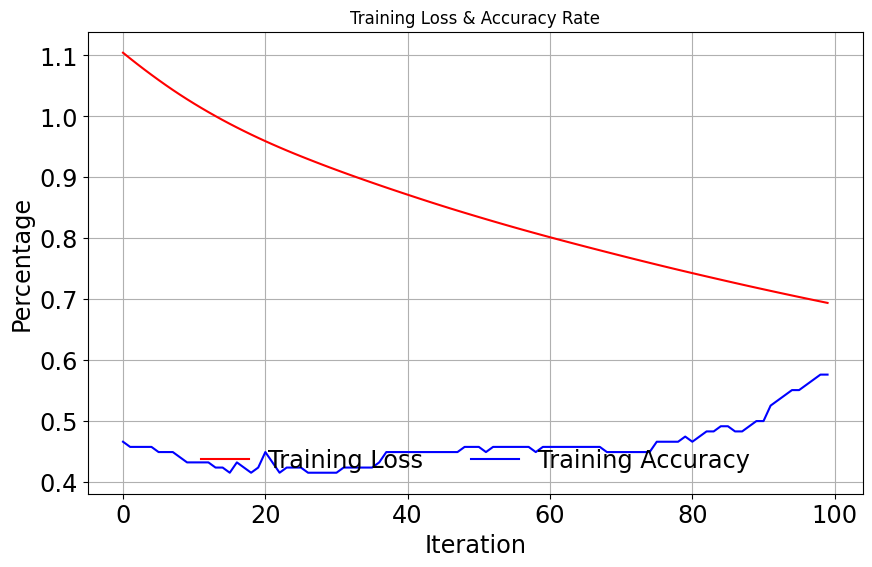 Training Loss & Accuracy Rate
1.1
1.0
0.9
0.8
0.7
0.6
0.5
0.4
Percentage
Training Loss Training Accuracy
0 20 40 60 80 100
Iteration